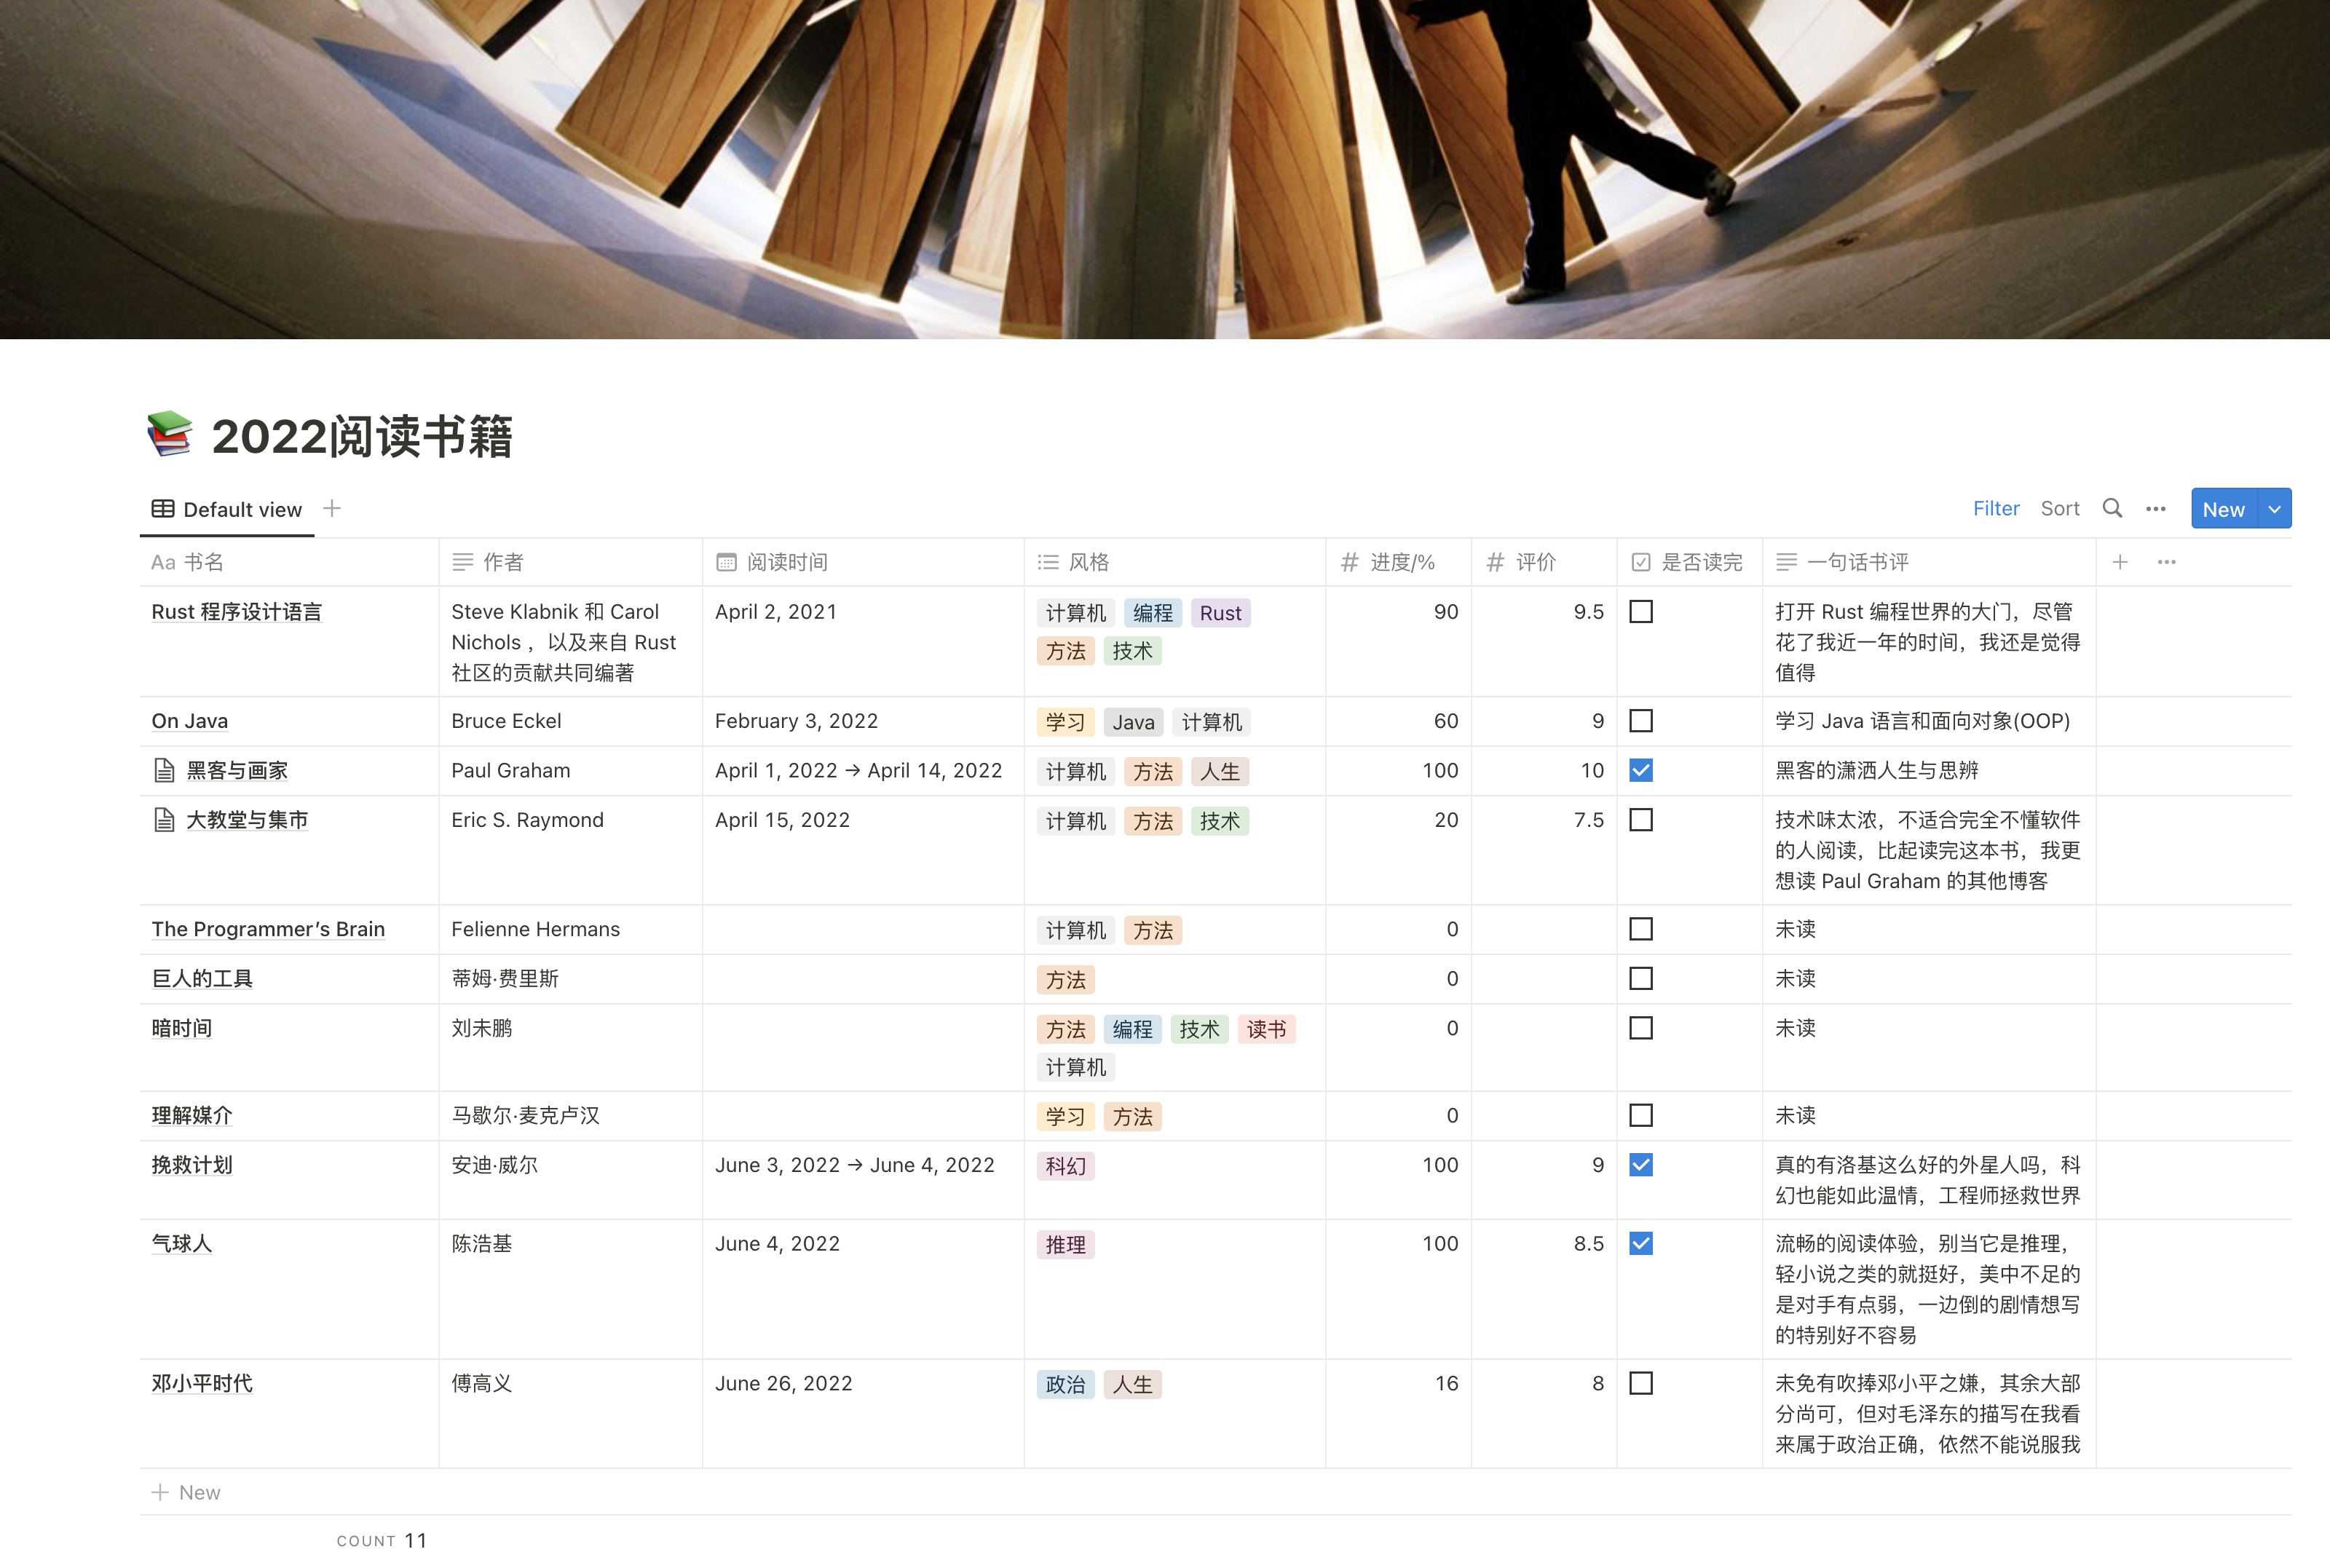 2022阅读书籍
Default view
Filter Sort New
Aa 书名 作者 阅读时间 风格 进度/% 评价 是否读完 一句话书评
Rust 程序设计语言 Steve Klabnik 和 Carol April 2, 2021 计算机 编程 Rust 90 9.5 打开 Rust 编程世界的大门，尽管
Nichols ，以及来自 Rust 方法 技术 花了我近一年的时间，我还是觉得
社区的贡献共同编著 值得
On Java Bruce Eckel February 3, 2022 学习 Java 计算机 60 9 学习 Java 语言和面向对象(OOP)
黑客与画家 Paul Graham April 1, 2022 → April 14, 2022 计算机 方法 人生 100 10 黑客的潇洒人生与思辨
大教堂与集市 Eric S. Raymond April 15, 2022 计算机 方法 技术 20 7.5 技术味太浓，不适合完全不懂软件
的人阅读，比起读完这本书，我更
想读 Paul Graham 的其他博客
The Programmer’s Brain Felienne Hermans 计算机 方法 0 未读
巨人的工具 蒂姆·费里斯 方法 0 未读
暗时间 刘未鹏 方法 编程 技术 读书 0 未读
计算机
理解媒介 马歇尔·麦克卢汉 学习 方法 0 未读
挽救计划 安迪·威尔 June 3, 2022 → June 4, 2022 科幻 100 9 真的有洛基这么好的外星人吗，科
幻也能如此温情，工程师拯救世界
气球人 陈浩基 June 4, 2022 推理 100 8.5 流畅的阅读体验，别当它是推理，
轻小说之类的就挺好，美中不足的
是对手有点弱，一边倒的剧情想写
的特别好不容易
邓小平时代 傅高义 June 26, 2022 政治 人生 16 8 未免有吹捧邓小平之嫌，其余大部
分尚可，但对毛泽东的描写在我看
来属于政治正确，依然不能说服我
New
COUNT 11